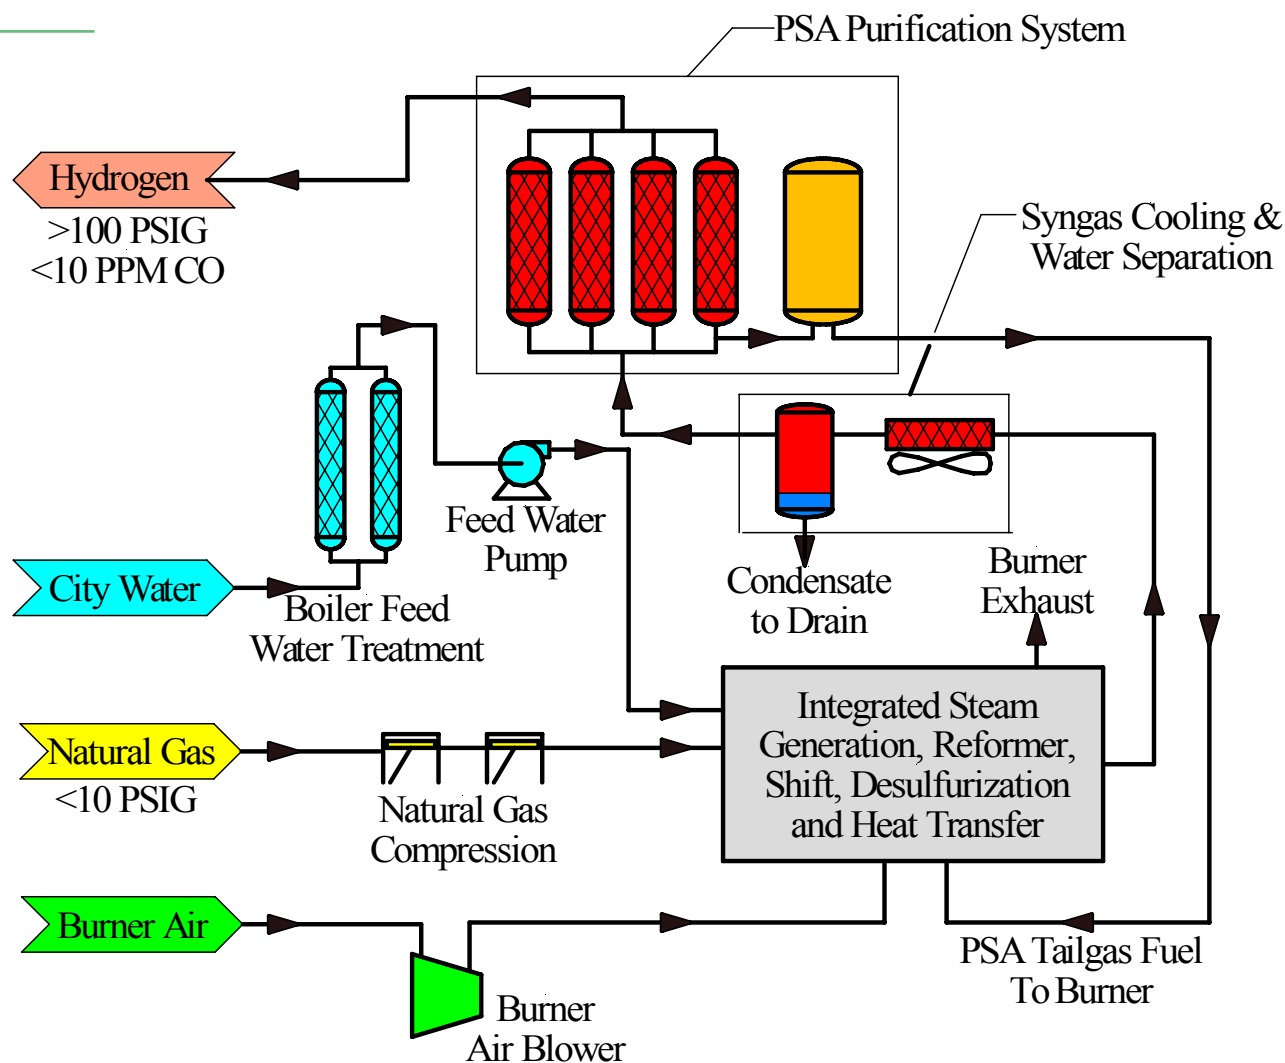 PSA Purification System
Hydrogen
>100 PSIG
<10 PPM CO
Syngas Cooling &
Water Separation
Feed Water
Pump
City Water
Boiler Feed
Water Treatment
Condensate
to Drain
Burner
Exhaust
Natural Gas
<10 PSIG
Natural Gas
Compression
Integrated Steam
Generation, Reformer,
Shift, Desulfurization
and Heat Transfer
Burner Air
Burner
Air Blower
PSA Tailgas Fuel
To Burner